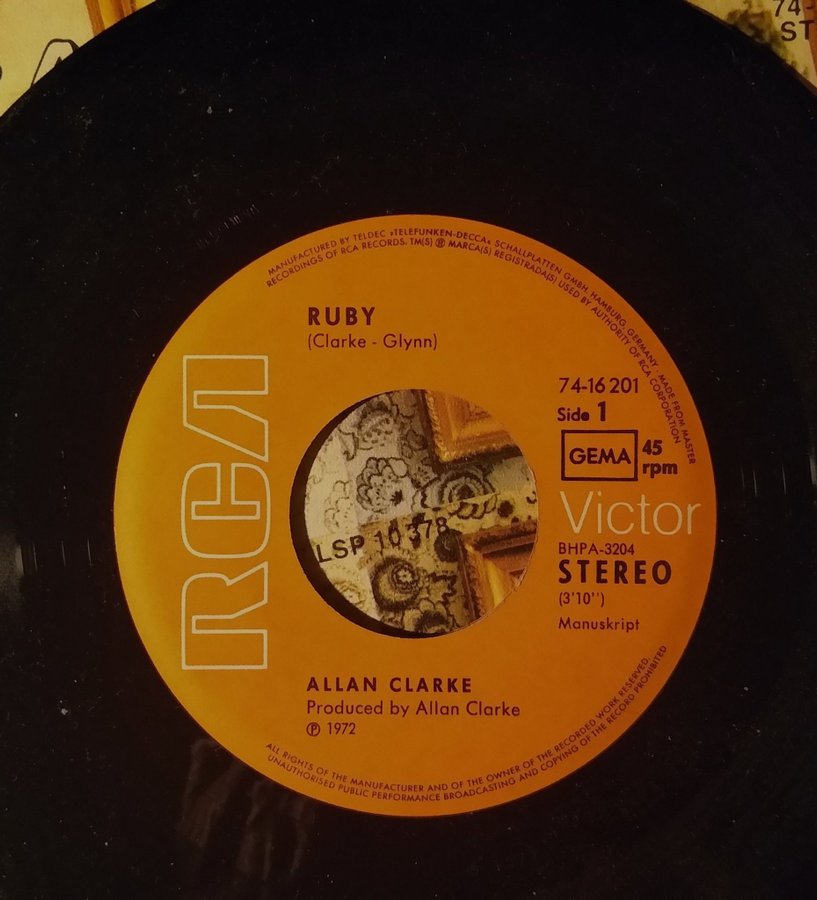 74-
ST
MANUFACTURED BY TELDEC »TELEFUNKEN-DECCA« SCHALLPLATTEN GMBH, HAMBURG, GERMANY · MADE FROM MASTER
RECORDINGS OF RCA RECORDS. TM(S) ® MARCA(S) REGISTRADA(S) USED BY AUTHORITY OF RCA CORPORATION
RUBY
(Clarke - Glynn)
RCA
74-16 201
Side 1
GEMA
45
rpm
Victor
BHPA-3204
STEREO
(3'10'')
Manuskript
LSP 10 378
ALLAN CLARKE
Produced by Allan Clarke
℗ 1972
ALL RIGHTS OF THE MANUFACTURER AND OF THE OWNER OF THE RECORDED WORK RESERVED.
UNAUTHORISED PUBLIC PERFORMANCE BROADCASTING AND COPYING OF THE RECORD PROHIBITED